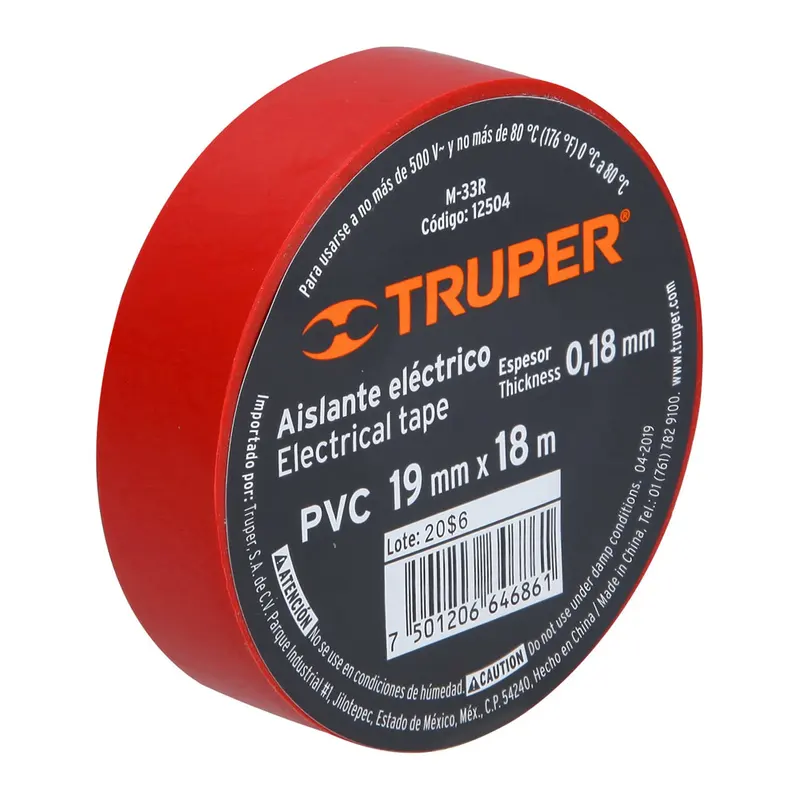 Para usarse a no más de 500 V~ y no más de 80 °C (176 °F) 0 °C a 80 °C
M-33R
Código: 12504
TRUPER®
Aislante eléctrico
Electrical tape
Espesor
Thickness 0,18 mm
PVC 19 mm x 18 m
Lote: 20$6
7 501206 646861
ATENCIÓN No se use en condiciones de húmedad. CAUTION Do not use under damp conditions. 04-2019
Importado por: Truper, S.A. de C.V. Parque Industrial #1, Jilotepec, Estado de México, Méx., C.P. 54240, Hecho en China / Made in China, Tel.: 01 (761) 782 9100. www.truper.com